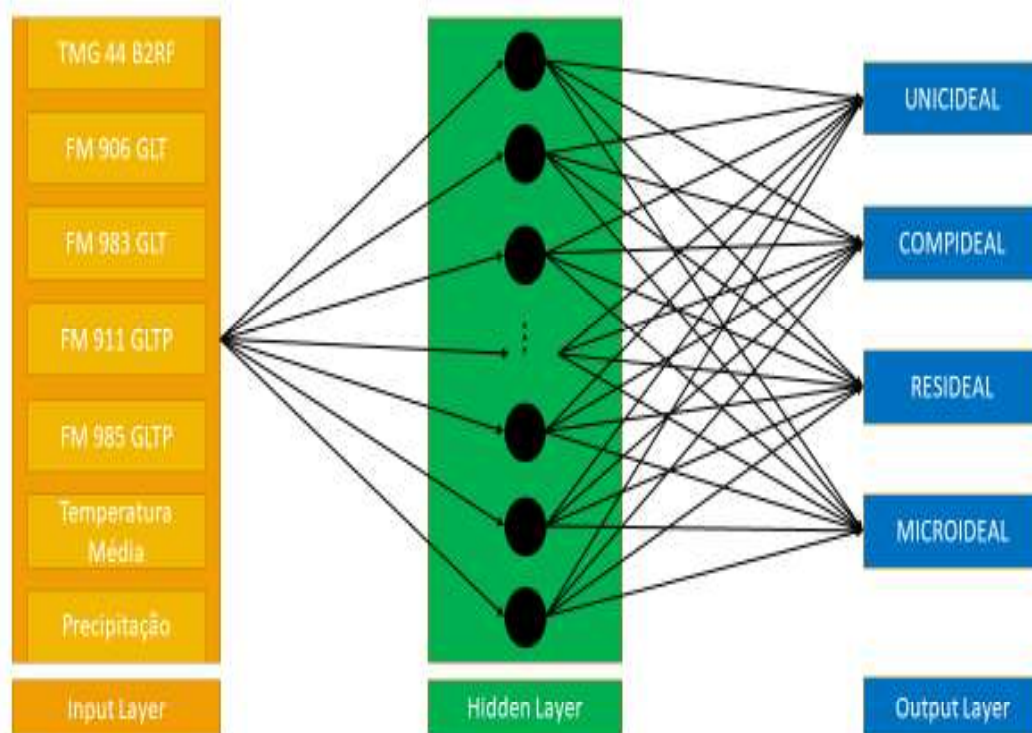 TMG 44 B2RF
FM 906 GLT
FM 983 GLT
FM 911 GLTP
FM 985 GLTP
Temperatura
Média
Precipitação
Input Layer
Hidden Layer
UNICIDEAL
COMPIDEAL
RESIDEAL
MICROIDEAL
Output Layer